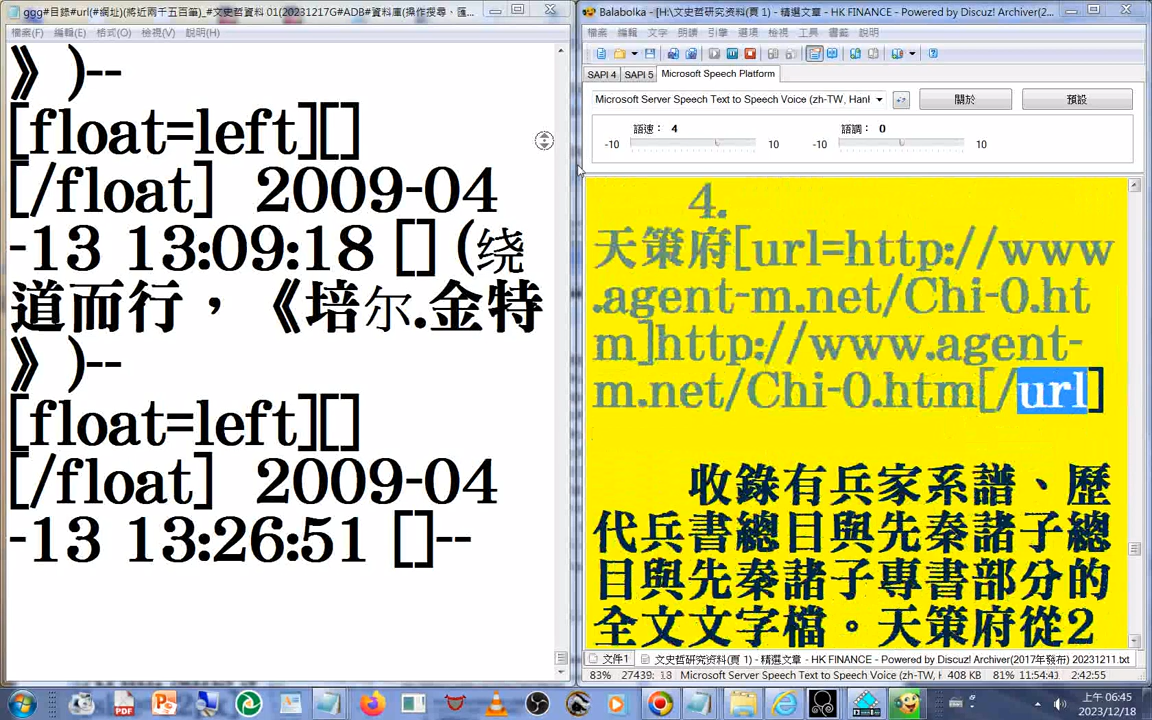 ggg#目錄#url(#網址)(將近兩千五百筆)_#文史哲資料 01(20231217G#ADB#資料庫(操作搜尋，匯...
檔案(F) 編輯(E) 格式(O) 檢視(V) 說明(H)
》)--
[float=left][]
[/float] 2009-04
-13 13:09:18 [] (绕
道而行，《培尔.金特
》)--
[float=left][]
[/float] 2009-04
-13 13:26:51 []--
Balabolka - [H:\文史哲研究资料(頁 1) - 精選文章 - HK FINANCE - Powered by Discuz! Archiver(2...
檔案 編輯 文字 朗讀 引擎 選項 檢視 工具 書籤 說明
SAPI 4 SAPI 5 Microsoft Speech Platform
Microsoft Server Speech Text to Speech Voice (zh-TW, Hanl
關於
預設
語速： 4 語調： 0
-10 10 -10 10
4.
天策府[url=http://www
.agent-m.net/Chi-0.ht
m]http://www.agent-
m.net/Chi-0.htm[/url]
收錄有兵家系譜、歷
代兵書總目與先秦諸子總
目與先秦諸子專書部分的
全文文字檔。天策府從2
文件1 文史哲研究资料(頁 1) - 精選文章 - HK FINANCE - Powered by Discuz! Archiver(2017年發布) 20231211.txt
83% 27439: 13 Microsoft Server Speech Text to Speech Voice (zh-TW, H 408 KB 81% 11:54:41 2:42:55
上午 06:45
2023/12/18